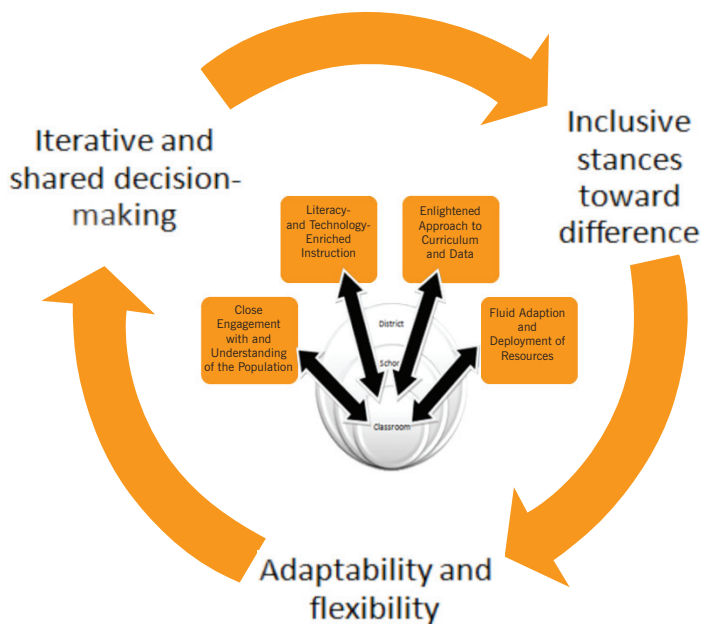 Iterative and
shared decision-
making
Inclusive
stances
toward
difference
Literacy-
and Technology-
Enriched
Instruction
Enlightened
Approach to
Curriculum
and Data
Close
Engagement
with and
Understanding
of the Population
Fluid Adaption
and
Deployment of
Resources
District
Classroom
Adaptability and
flexibility